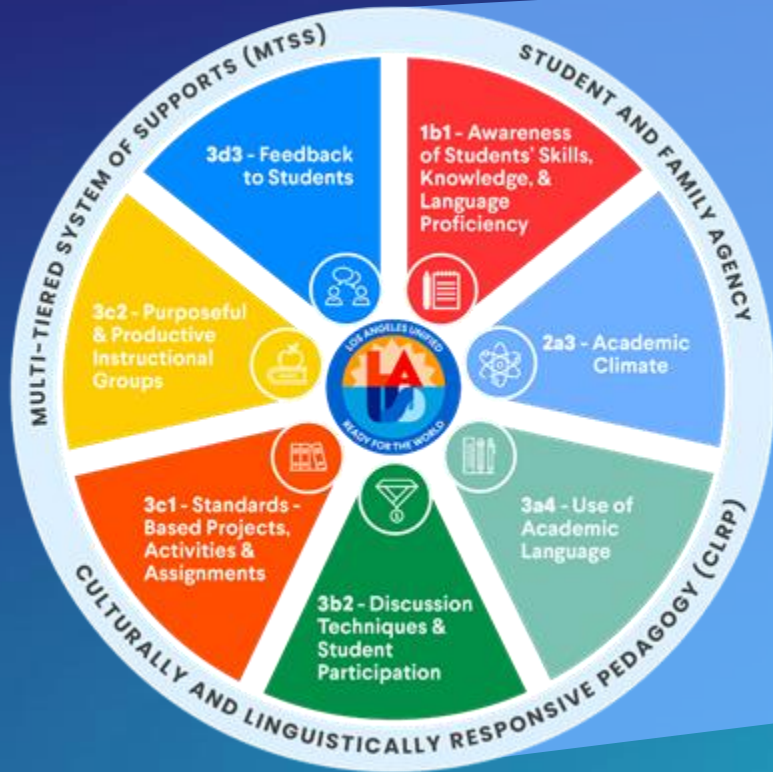 MULTI-TIERED SYSTEM OF SUPPORTS (MTSS)
STUDENT AND FAMILY AGENCY
CULTURALLY AND LINGUISTICALLY RESPONSIVE PEDAGOGY (CLRP)
1b1 - Awareness
of Students' Skills,
Knowledge, &
Language
Proficiency
2a3 - Academic
Climate
3a4 - Use of
Academic
Language
3b2 - Discussion
Techniques &
Student
Participation
3c1 - Standards -
Based Projects,
Activities &
Assignments
3c2 - Purposeful
& Productive
Instructional
Groups
3d3 - Feedback
to Students
LOS ANGELES UNIFIED
LAUSD
READY FOR THE WORLD
1